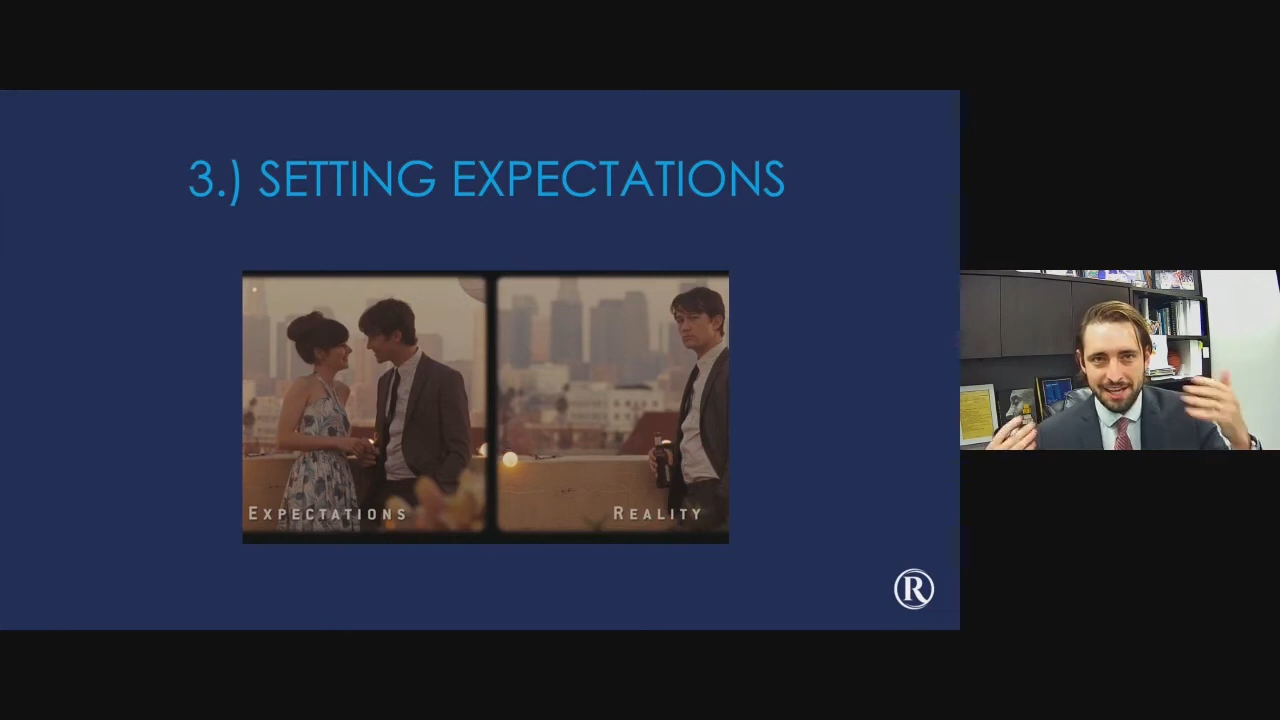 3.) SETTING EXPECTATIONS
EXPECTATIONS
REALITY
R